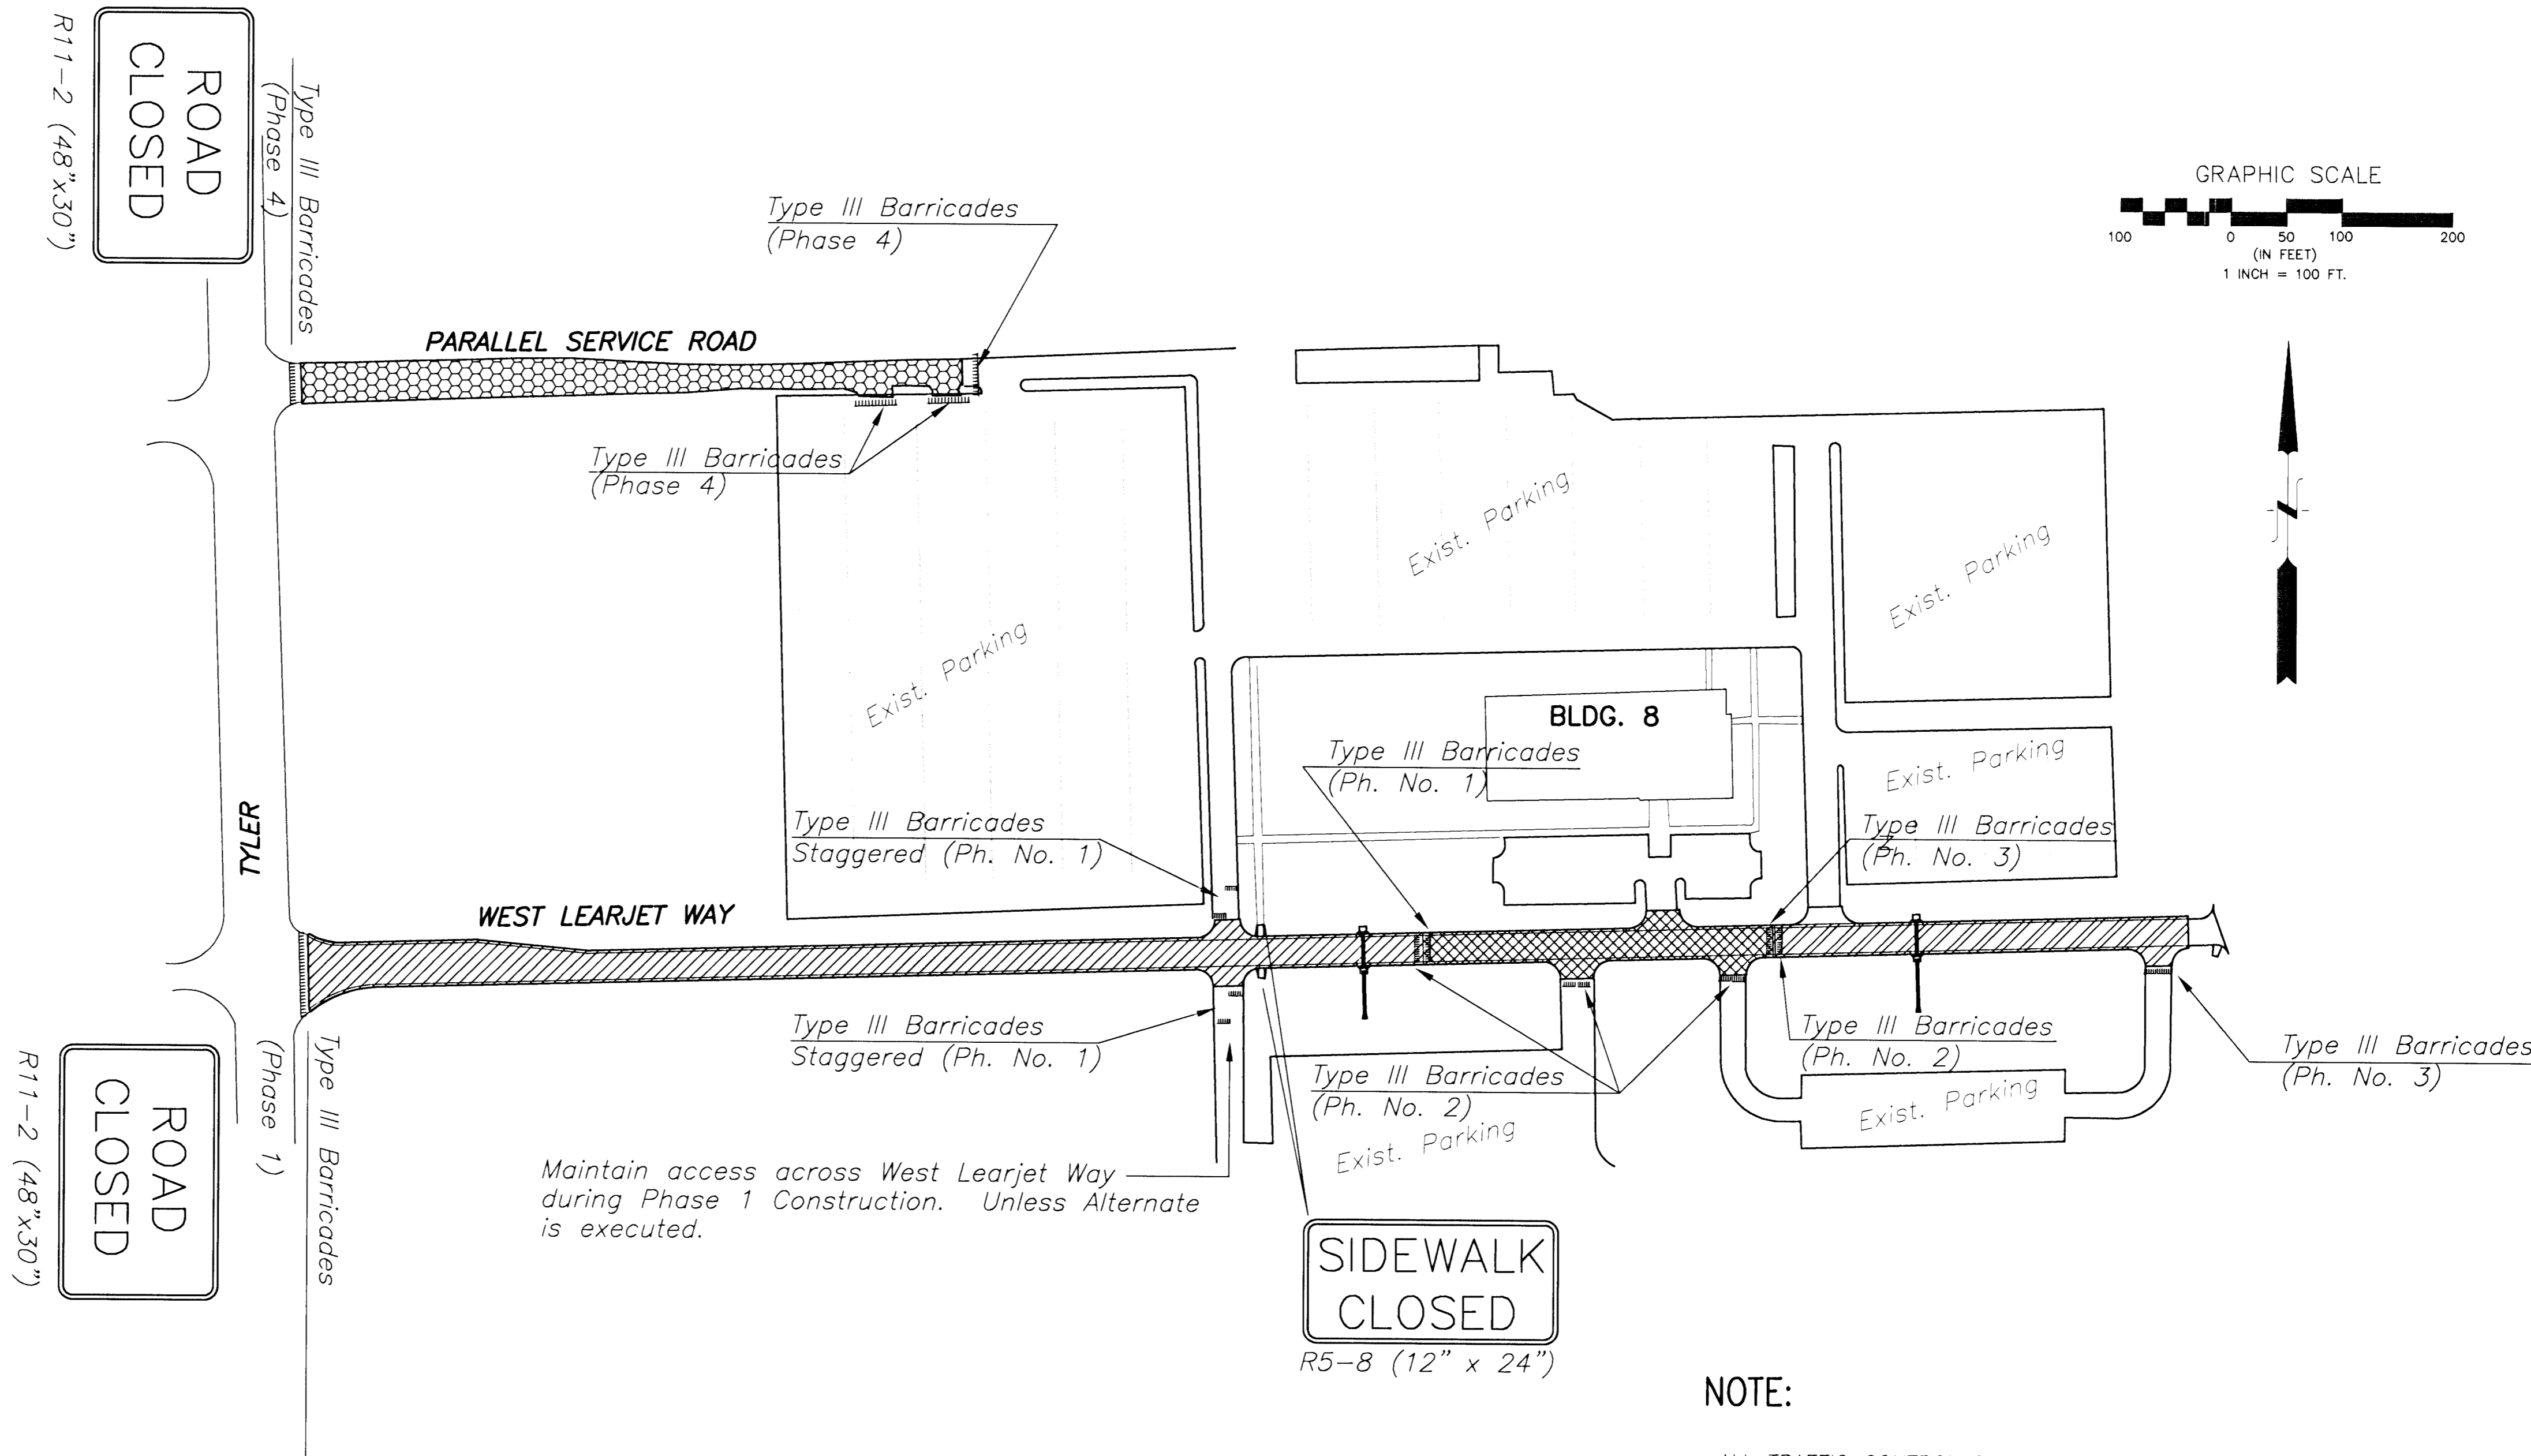 ROAD
CLOSED
R11-2 (48"x30")
Type III Barricades
(Phase 4)
Type III Barricades
(Phase 4)
GRAPHIC SCALE
100 0 50 100 200
(IN FEET)
1 INCH = 100 FT.
PARALLEL SERVICE ROAD
Type III Barricades
(Phase 4)
Exist. Parking
Exist. Parking
Exist. Parking
BLDG. 8
Type III Barricades
(Ph. No. 1)
Exist. Parking
TYLER
Type III Barricades
Staggered (Ph. No. 1)
Type III Barricades
(Ph. No. 3)
WEST LEARJET WAY
Type III Barricades
Staggered (Ph. No. 1)
Type III Barricades
(Ph. No. 2)
Type III Barricades
(Ph. No. 2)
Type III Barricades
(Ph. No. 3)
Exist. Parking
Exist. Parking
ROAD
CLOSED
R11-2 (48"x30")
Type III Barricades
(Phase 1)
Maintain access across West Learjet Way
during Phase 1 Construction. Unless Alternate
is executed.
SIDEWALK
CLOSED
R5-8 (12" x 24")
NOTE: